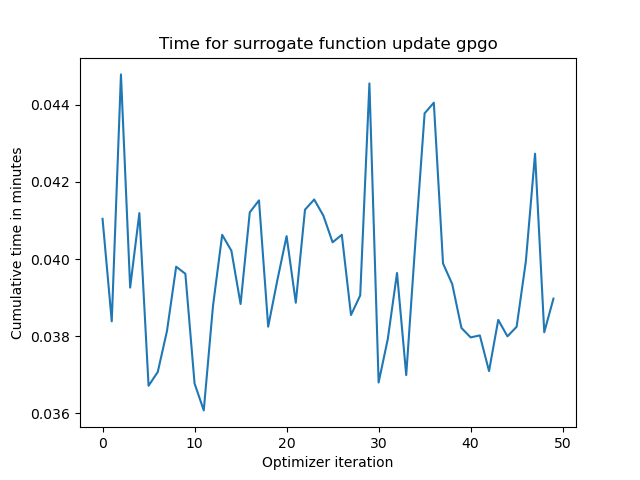 Time for surrogate function update gpgo
Cumulative time in minutes
0.044
0.042
0.040
0.038
0.036
0 10 20 30 40 50
Optimizer iteration